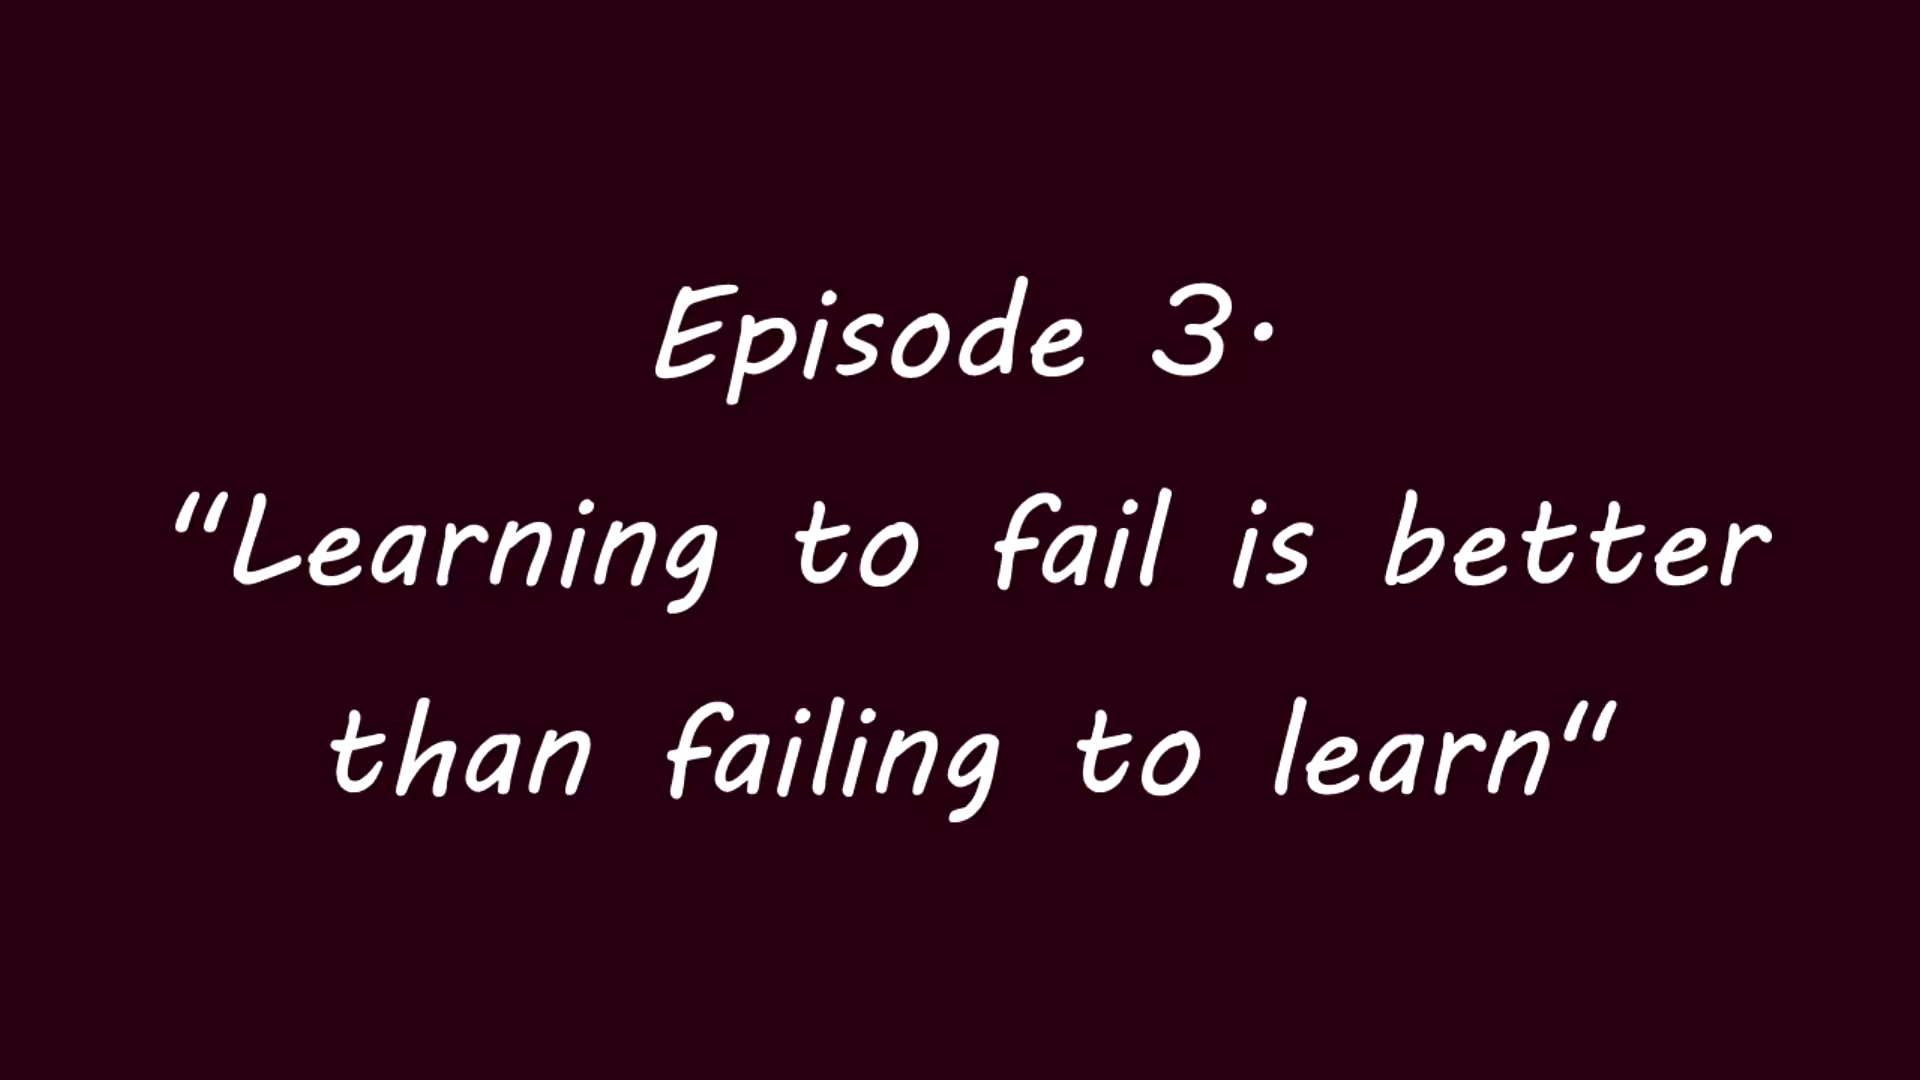 Episode 3.
“Learning to fail is better
than failing to learn“